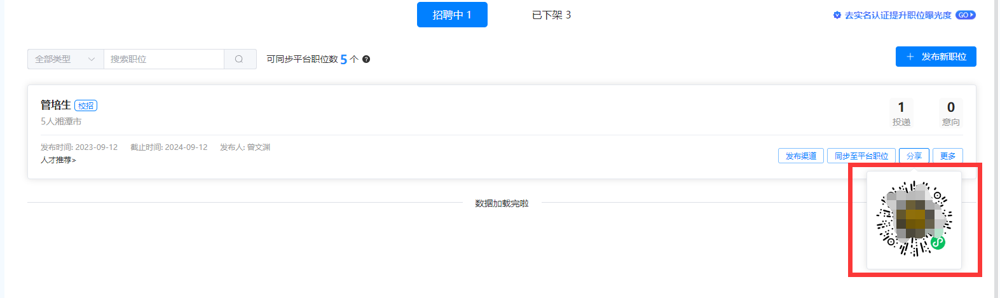 招聘中 1
已下架 3
去实名认证提升职位曝光度 GO
全部类型
搜索职位
可同步平台职位数 5 个
发布新职位
管培生 校招
5人湘潭市
1
投递
0
意向
发布时间: 2023-09-12 截止时间: 2024-09-12 发布人: 曾文渊
人才推荐>
发布渠道 同步至平台职位 分享 更多
数据加载完啦